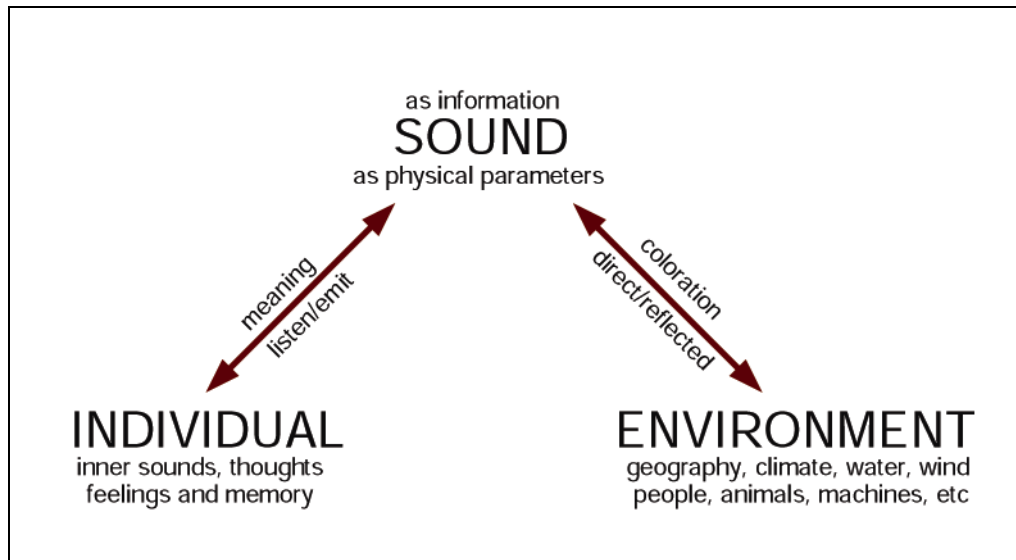 as information
SOUND
as physical parameters
meaning
listen/emit
coloration
direct/reflected
INDIVIDUAL
inner sounds, thoughts
feelings and memory
ENVIRONMENT
geography, climate, water, wind
people, animals, machines, etc